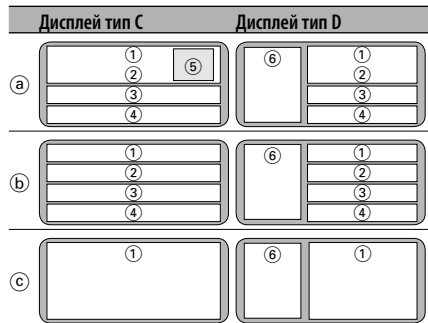 Дисплей тип C Дисплей тип D
ⓐ ① ② ③ ④ ⑤ ⑥ ① ② ③ ④
ⓑ ① ② ③ ④ ⑥ ① ② ③ ④
ⓒ ① ⑥ ①